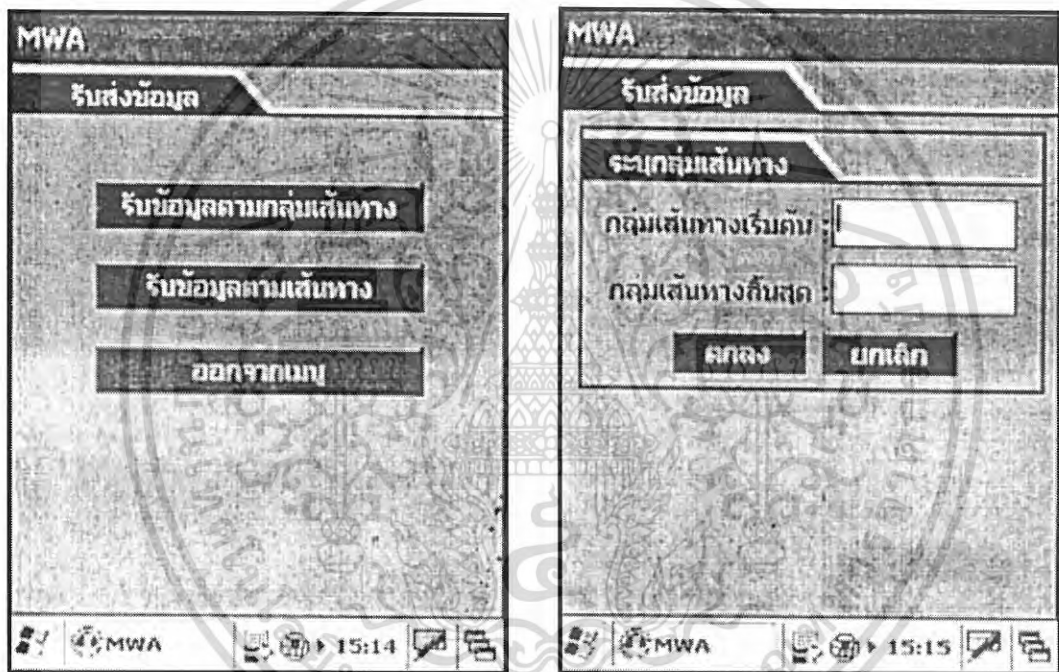 MWA
รับส่งข้อมูล
รับข้อมูลตามกลุ่มเส้นทาง
รับข้อมูลตามเส้นทาง
ออกจากเมนู
MWA 15:14
MWA
รับส่งข้อมูล
ระบุกลุ่มเส้นทาง
กลุ่มเส้นทางเริ่มต้น :
กลุ่มเส้นทางสิ้นสุด :
ตกลง ยกเลิก
MWA 15:15